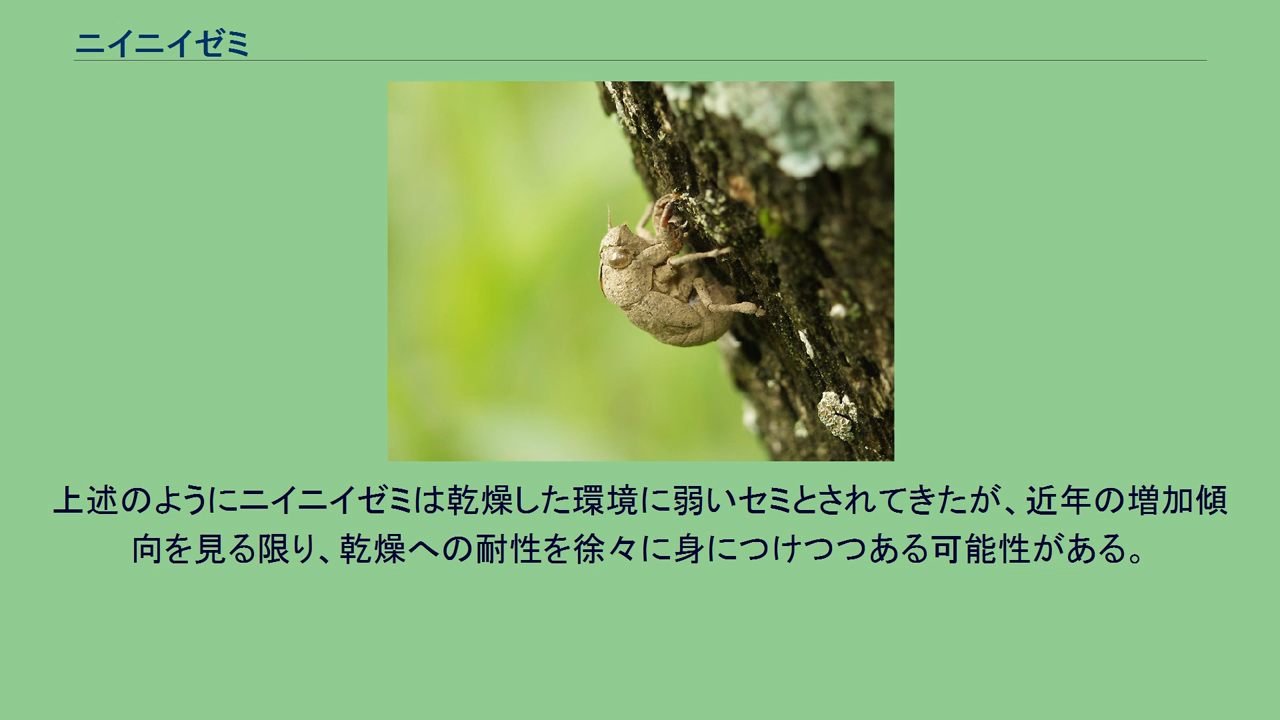 ニイニイゼミ
上述のようにニイニイゼミは乾燥した環境に弱いセミとされてきたが、近年の増加傾
向を見る限り、乾燥への耐性を徐々に身につけつつある可能性がある。